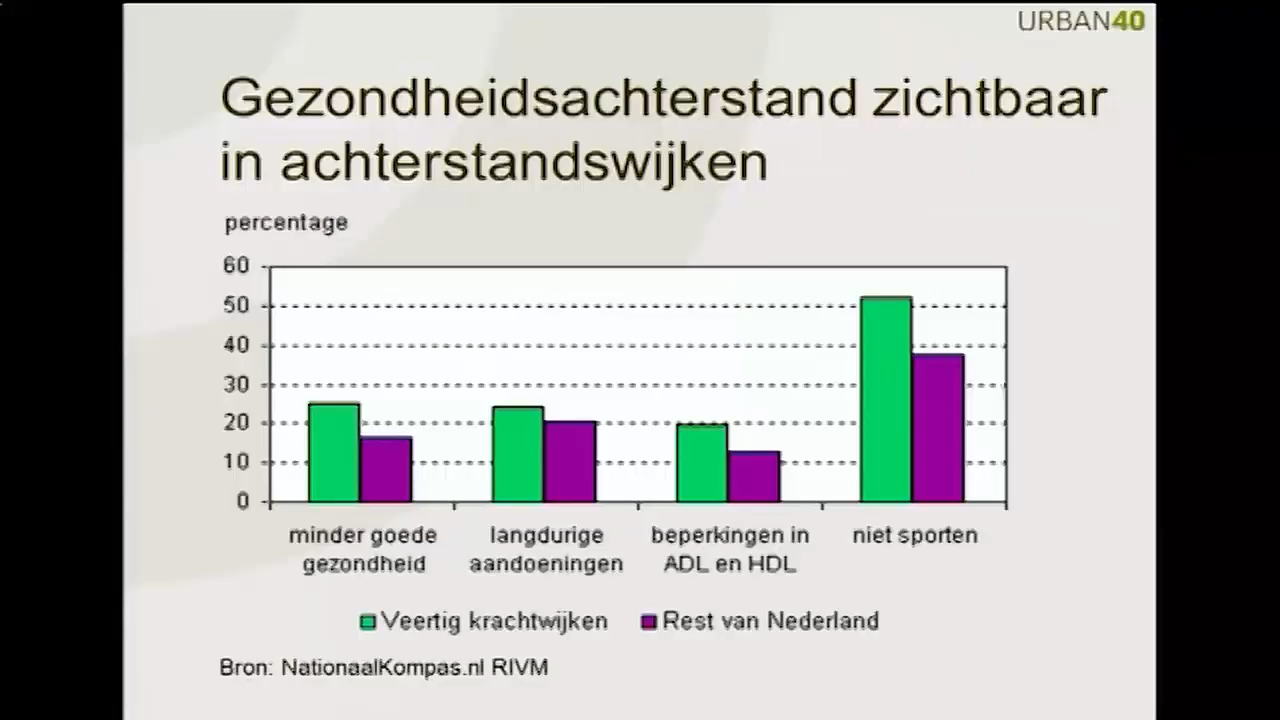 URBAN40
Gezondheidsachterstand zichtbaar
in achterstandswijken
percentage
60
50
40
30
20
10
0
minder goede
gezondheid
langdurige
aandoeningen
beperkingen in
ADL en HDL
niet sporten
Veertig krachtwijken
Rest van Nederland
Bron: NationaalKompas.nl RIVM